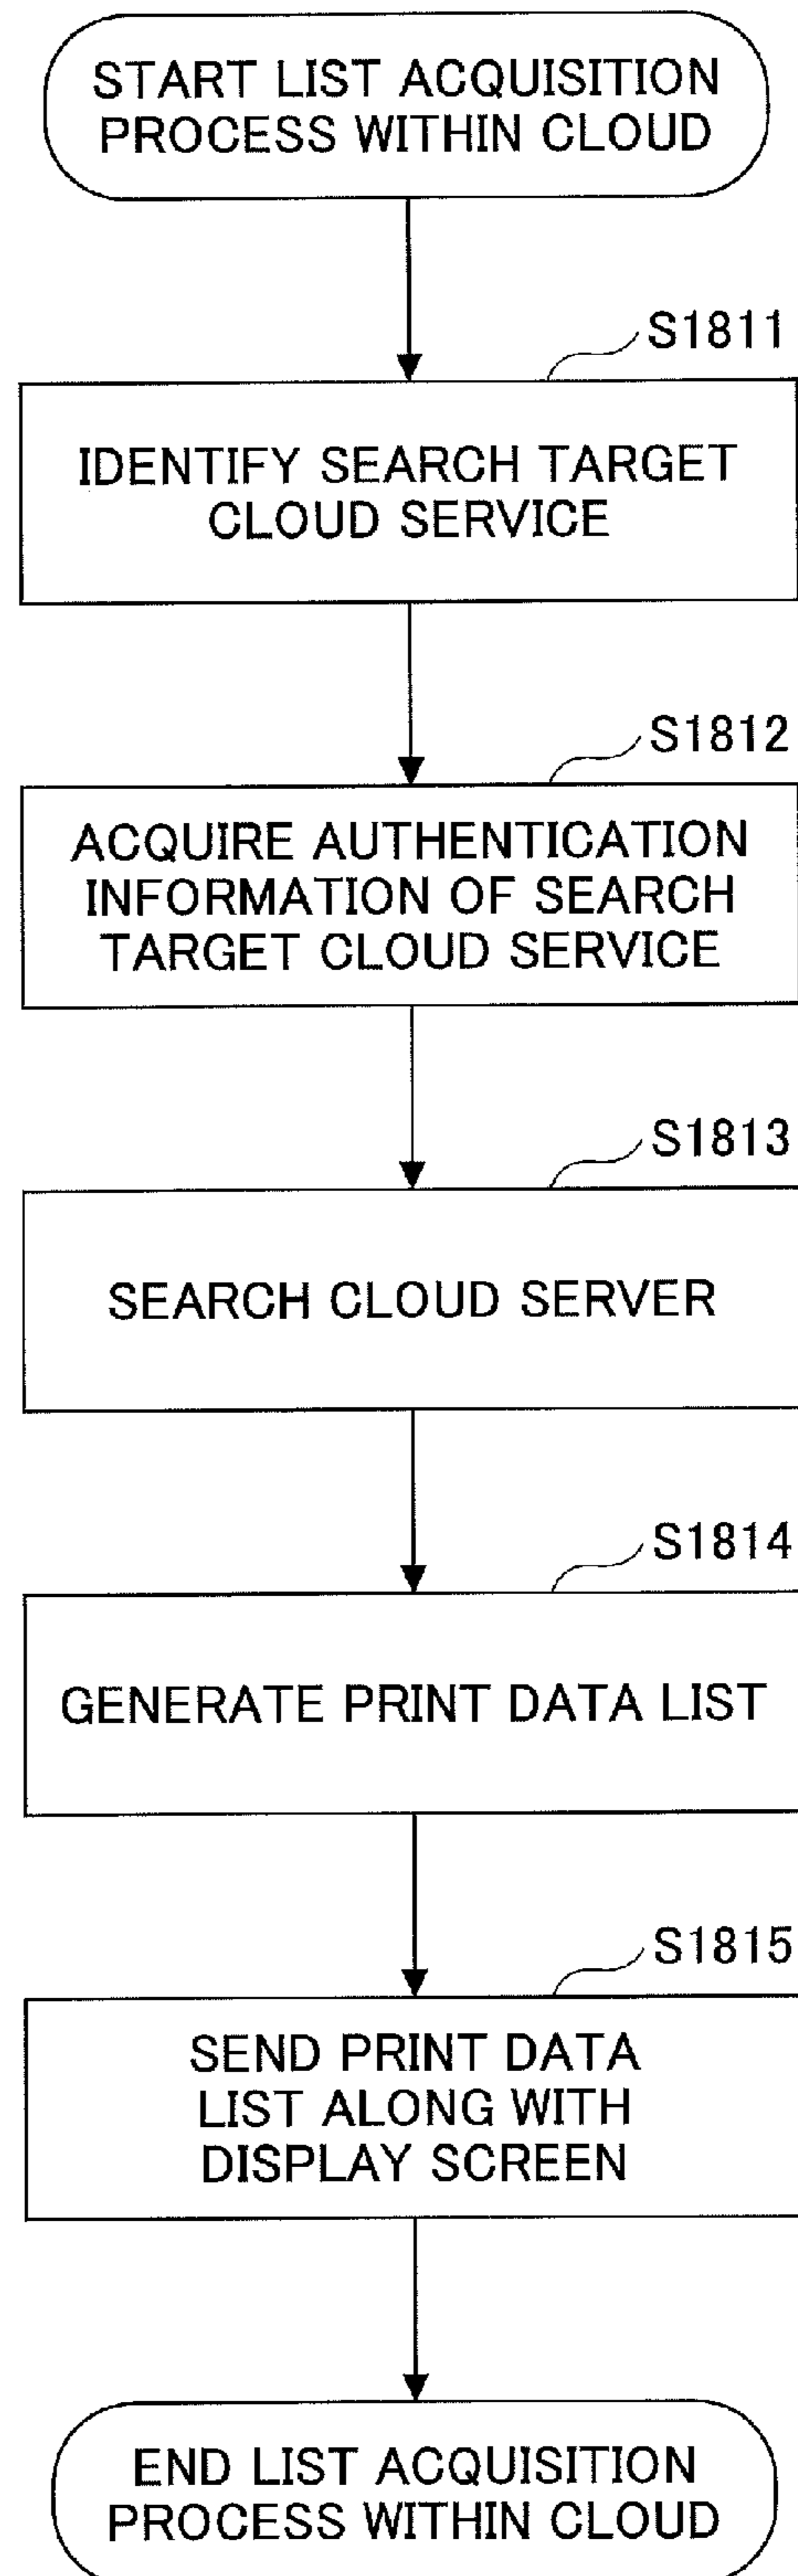 START LIST ACQUISITION
PROCESS WITHIN CLOUD
S1811
IDENTIFY SEARCH TARGET
CLOUD SERVICE
S1812
ACQUIRE AUTHENTICATION
INFORMATION OF SEARCH
TARGET CLOUD SERVICE
S1813
SEARCH CLOUD SERVER
S1814
GENERATE PRINT DATA LIST
S1815
SEND PRINT DATA
LIST ALONG WITH
DISPLAY SCREEN
END LIST ACQUISITION
PROCESS WITHIN CLOUD